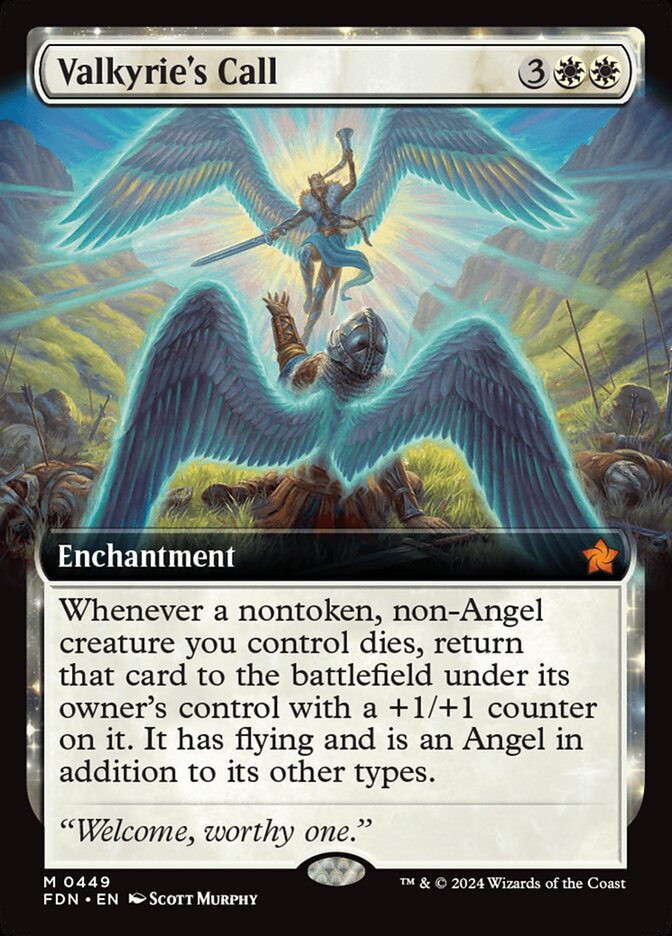 Valkyrie's Call 3
Enchantment
Whenever a nontoken, non-Angel
creature you control dies, return
that card to the battlefield under its
owner's control with a +1/+1 counter
on it. It has flying and is an Angel in
addition to its other types.
“Welcome, worthy one.”
M 0449
FDN • EN Scott Murphy
™ & © 2024 Wizards of the Coast